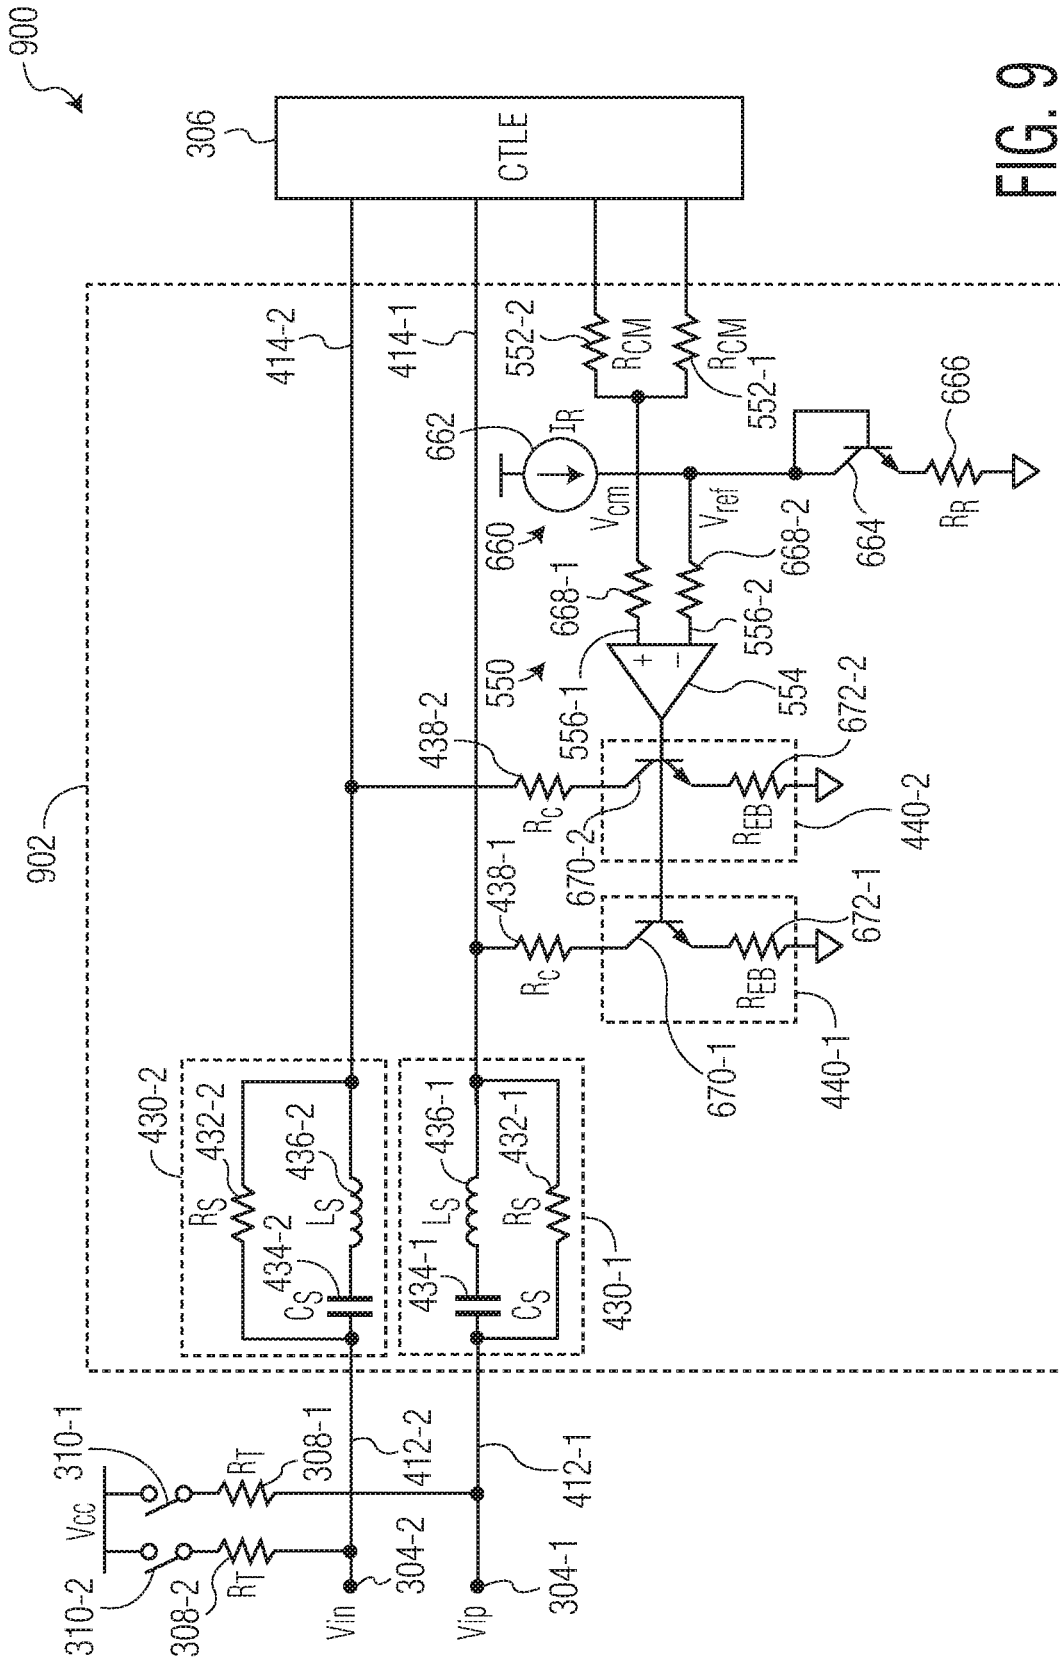 900
902
306
CTLE
414-2
414-1
552-2
RCM
RCM
552-1
662
IR
660
Vcm
Vref
668-1
668-2
664
666
RR
550
556-1
556-2
554
438-2
RC
670-2
672-2
REB
440-2
438-1
RC
670-1
672-1
REB
440-1
430-2
432-2
RS
436-2
LS
434-2
CS
436-1
LS
434-1
CS
432-1
RS
430-1
310-1
Vcc
310-2
RT
308-1
RT
308-2
412-2
412-1
Vin
304-2
Vip
304-1
FIG. 9